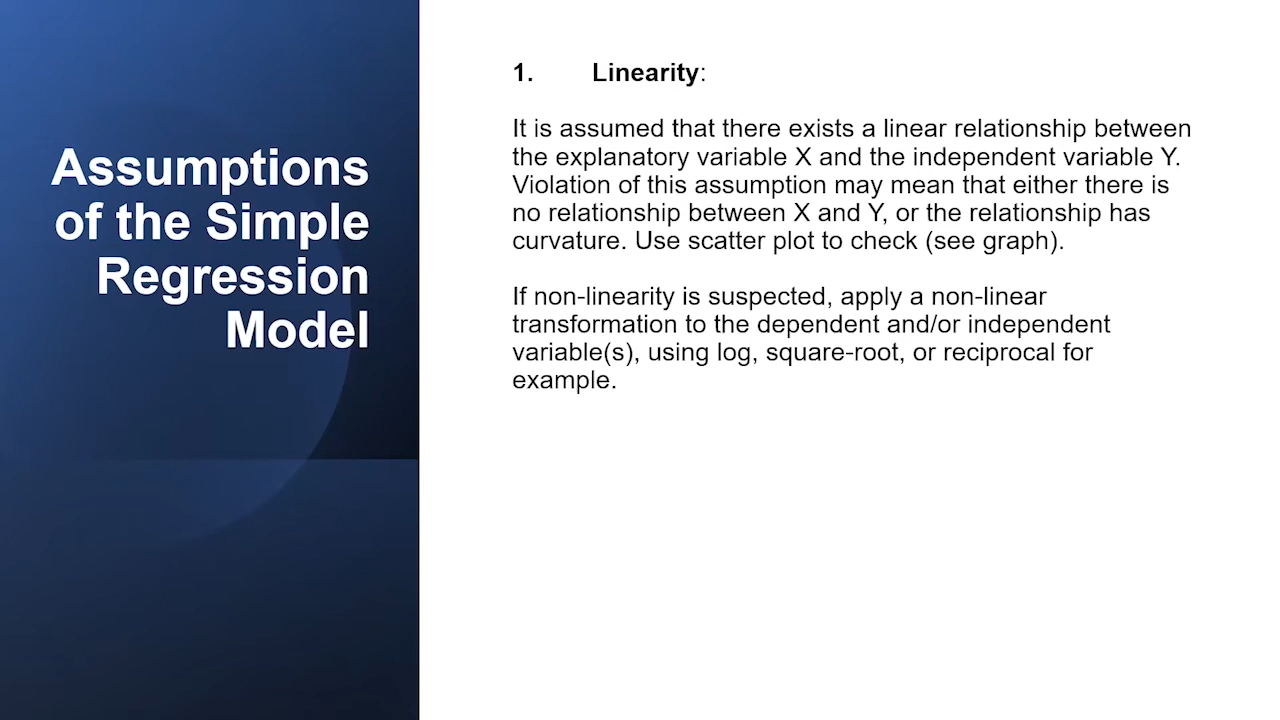 Assumptions
of the Simple
Regression
Model
1. Linearity:
It is assumed that there exists a linear relationship between
the explanatory variable X and the independent variable Y.
Violation of this assumption may mean that either there is
no relationship between X and Y, or the relationship has
curvature. Use scatter plot to check (see graph).
If non-linearity is suspected, apply a non-linear
transformation to the dependent and/or independent
variable(s), using log, square-root, or reciprocal for
example.